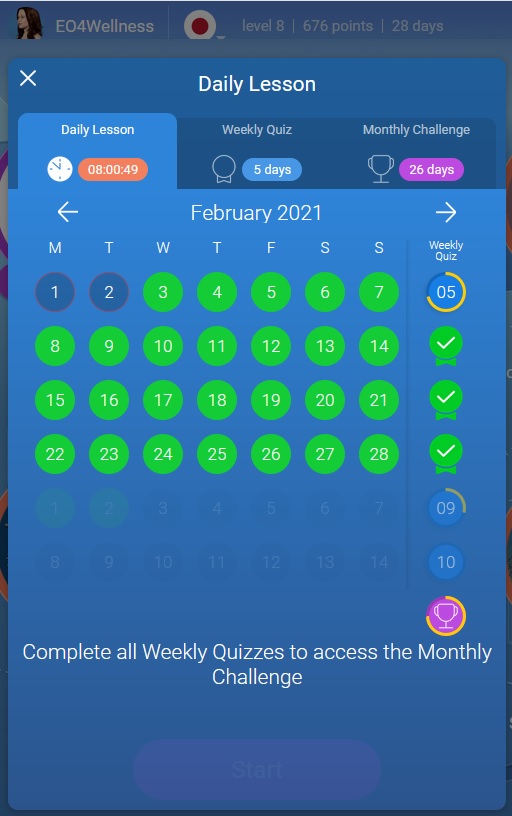 EO4Wellness level 8 | 676 points | 28 days
Daily Lesson
Daily Lesson Weekly Quiz Monthly Challenge
08:00:49 5 days 26 days
February 2021
M T W T F S S Weekly
Quiz
1 2 3 4 5 6 7 05
8 9 10 11 12 13 14
15 16 17 18 19 20 21
22 23 24 25 26 27 28
1 2 3 4 5 6 7 09
8 9 10 11 12 13 14 10
Complete all Weekly Quizzes to access the Monthly
Challenge
Start